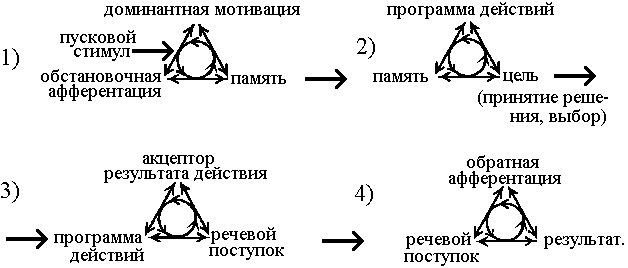 1)
доминантная мотивация
пусковой
стимул
обстановочная
афферентация
память
2)
программа действий
память
цель
(принятие реше-
ния, выбор)
3)
акцептор
результата действия
программа
действий
речевой
поступок
4)
обратная
афферентация
речевой
поступок
результат.